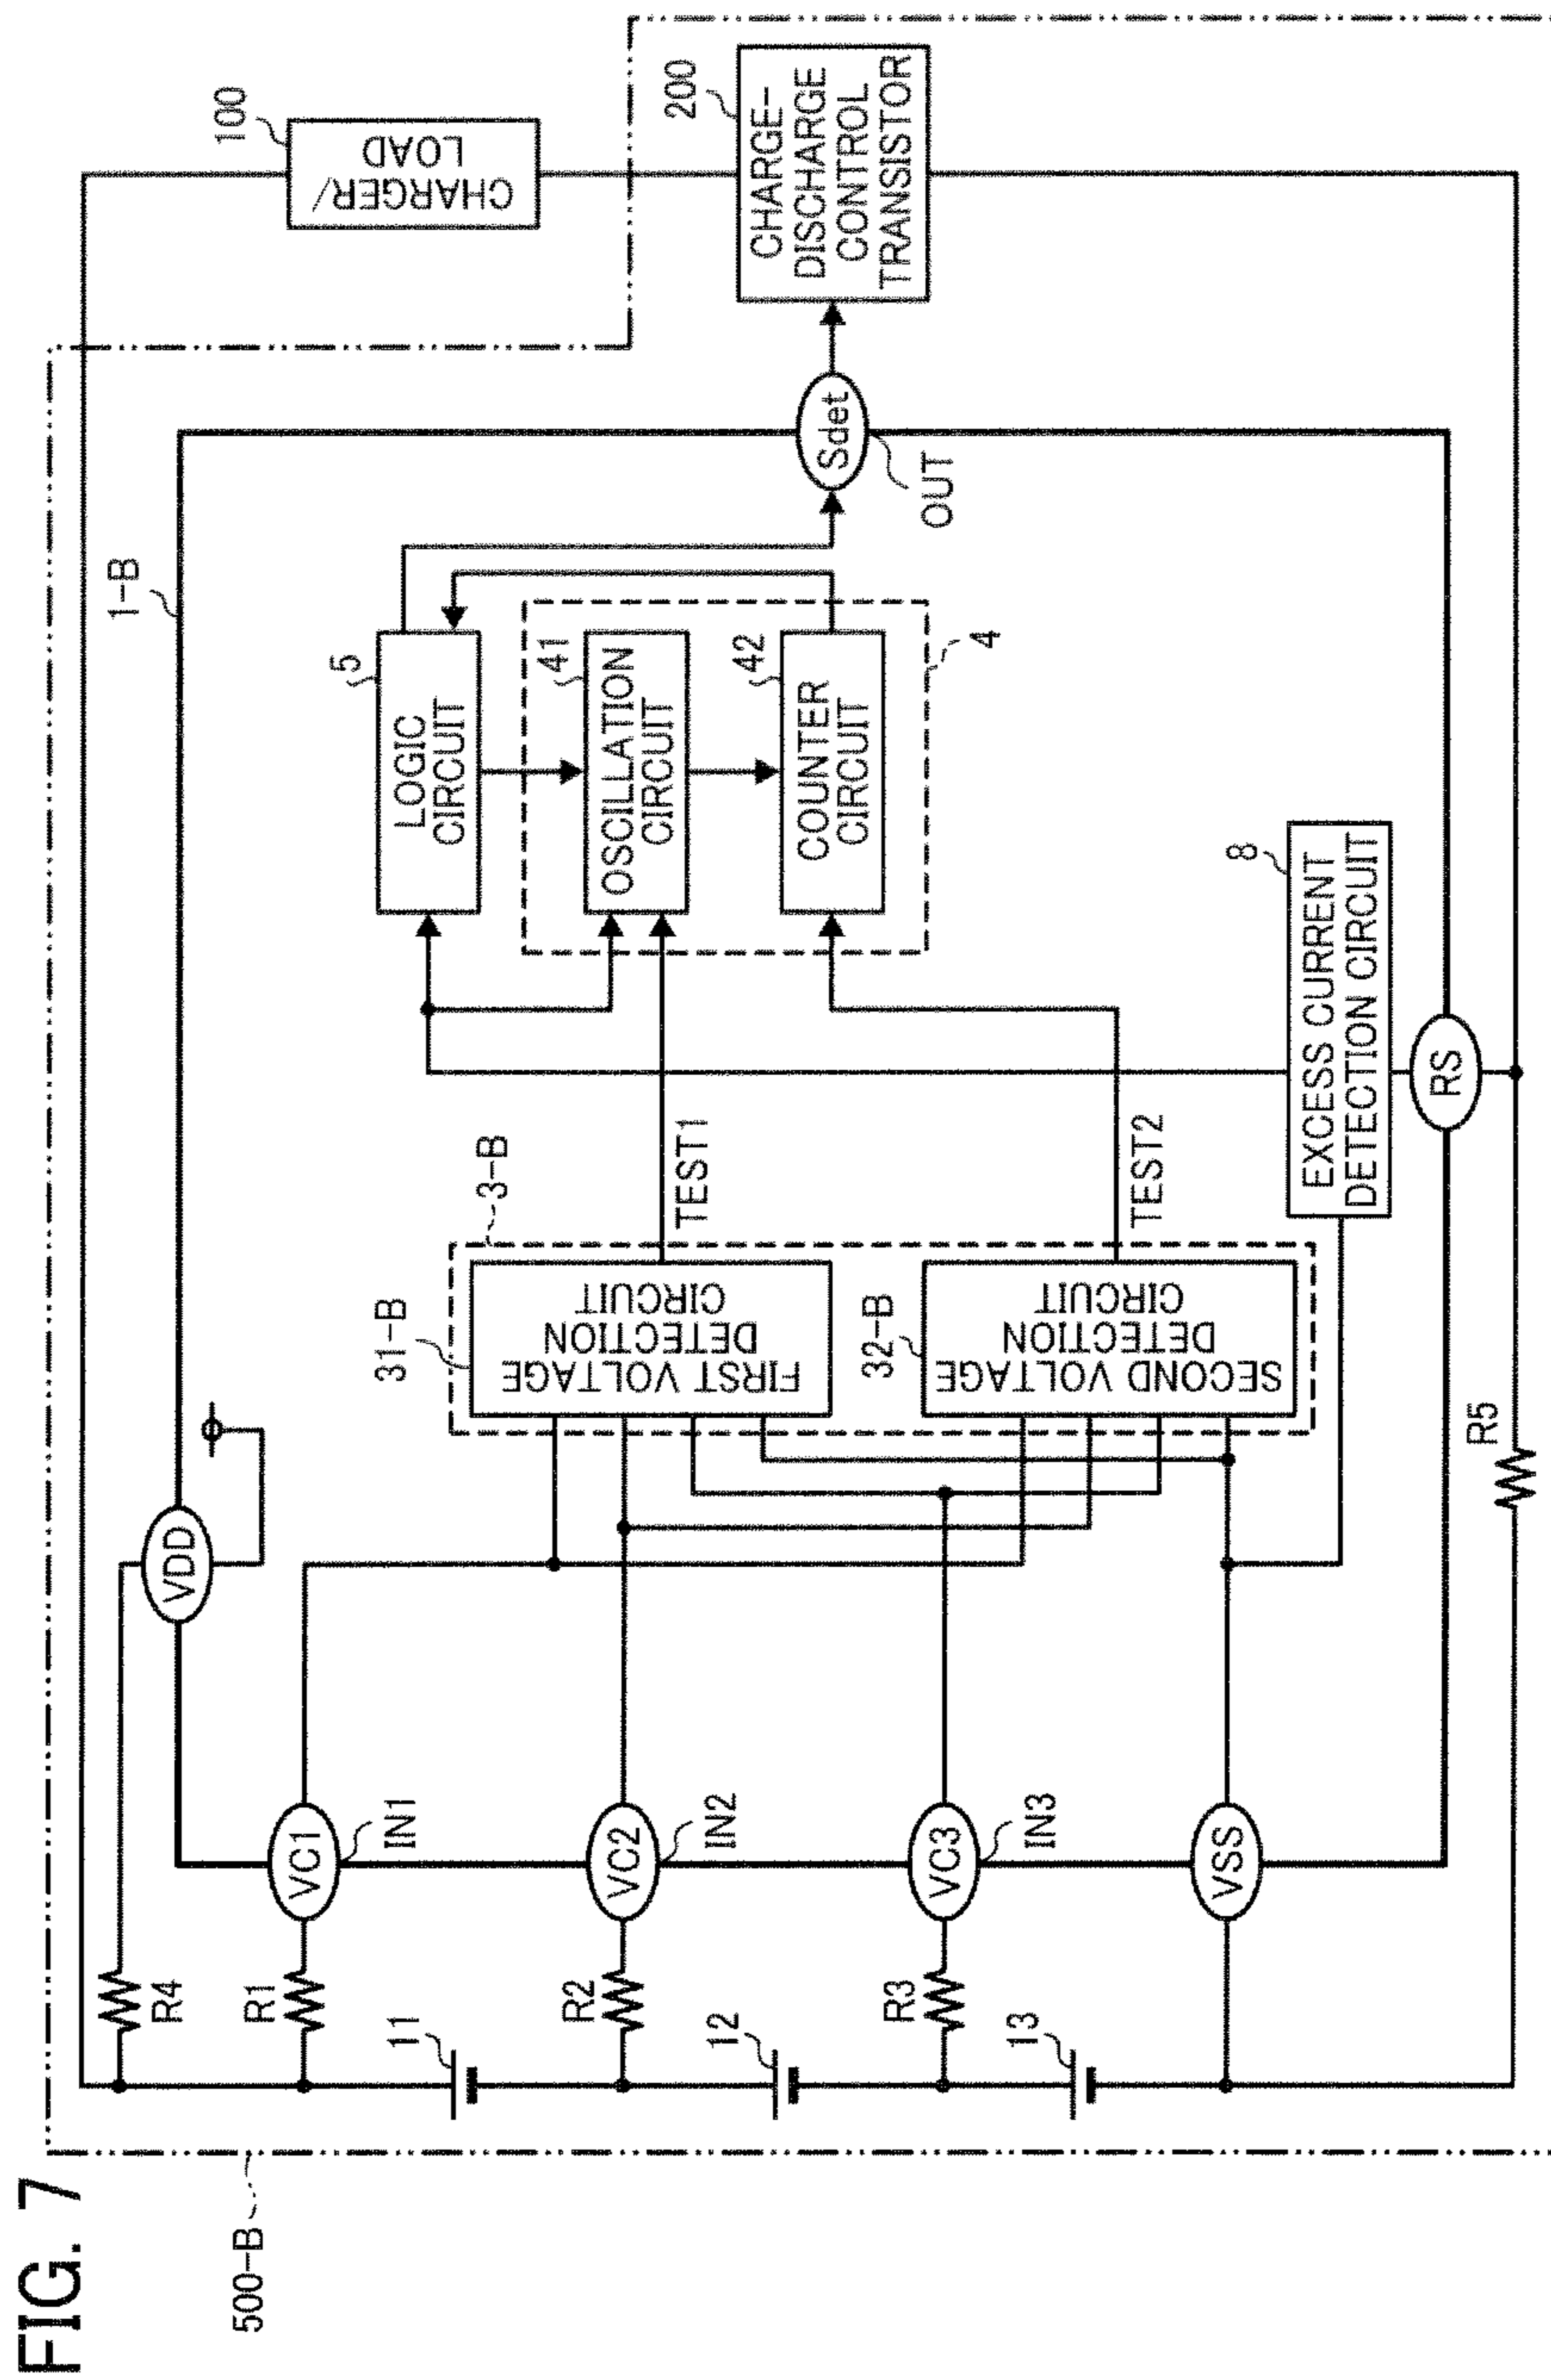 FIG. 7
500-B
1-B
100
CHARGER/
LOAD
200
CHARGE-
DISCHARGE
CONTROL
TRANSISTOR
R4
VDD
R1
VC1
IN1
11
R2
VC2
IN2
12
R3
VC3
IN3
13
VSS
3-B
31-B
FIRST VOLTAGE
DETECTION
CIRCUIT
32-B
SECOND VOLTAGE
DETECTION
CIRCUIT
TEST1
TEST2
5
LOGIC
CIRCUIT
41
OSCILLATION
CIRCUIT
42
COUNTER
CIRCUIT
4
Sdet
OUT
8
EXCESS CURRENT
DETECTION CIRCUIT
RS
R5